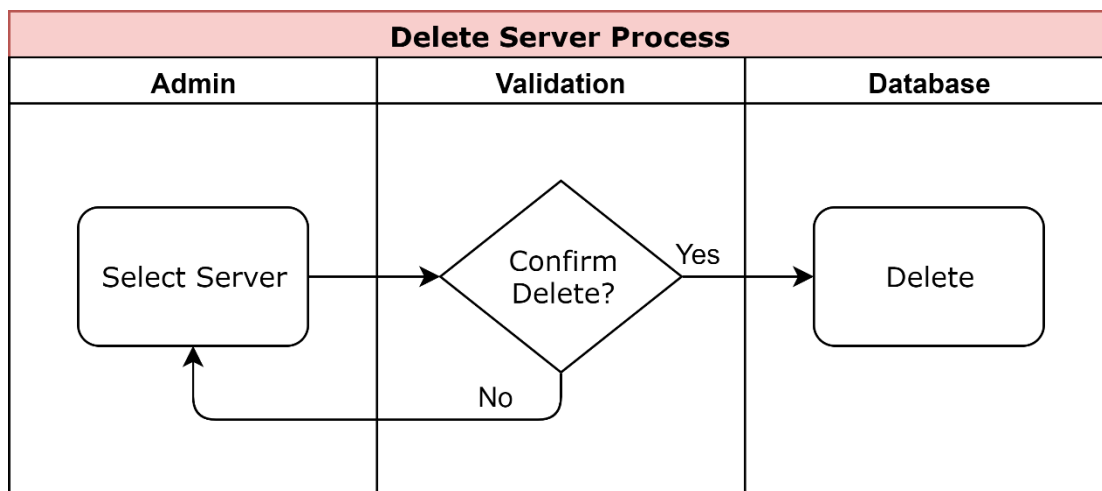 Delete Server Process
Admin
Validation
Database
Select Server
Confirm
Delete?
Yes
Delete
No